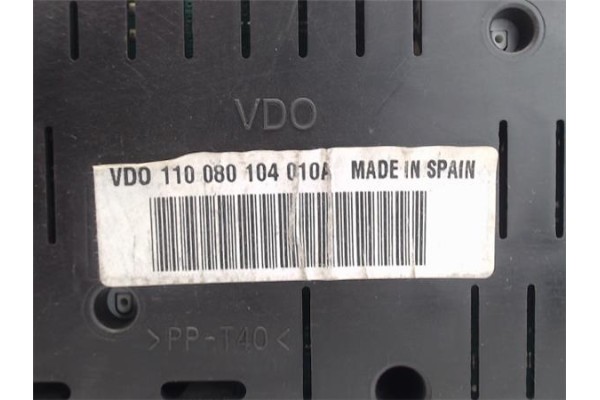 VDO
VDO 110 080 104 010A MADE IN SPAIN
>PP-T40<